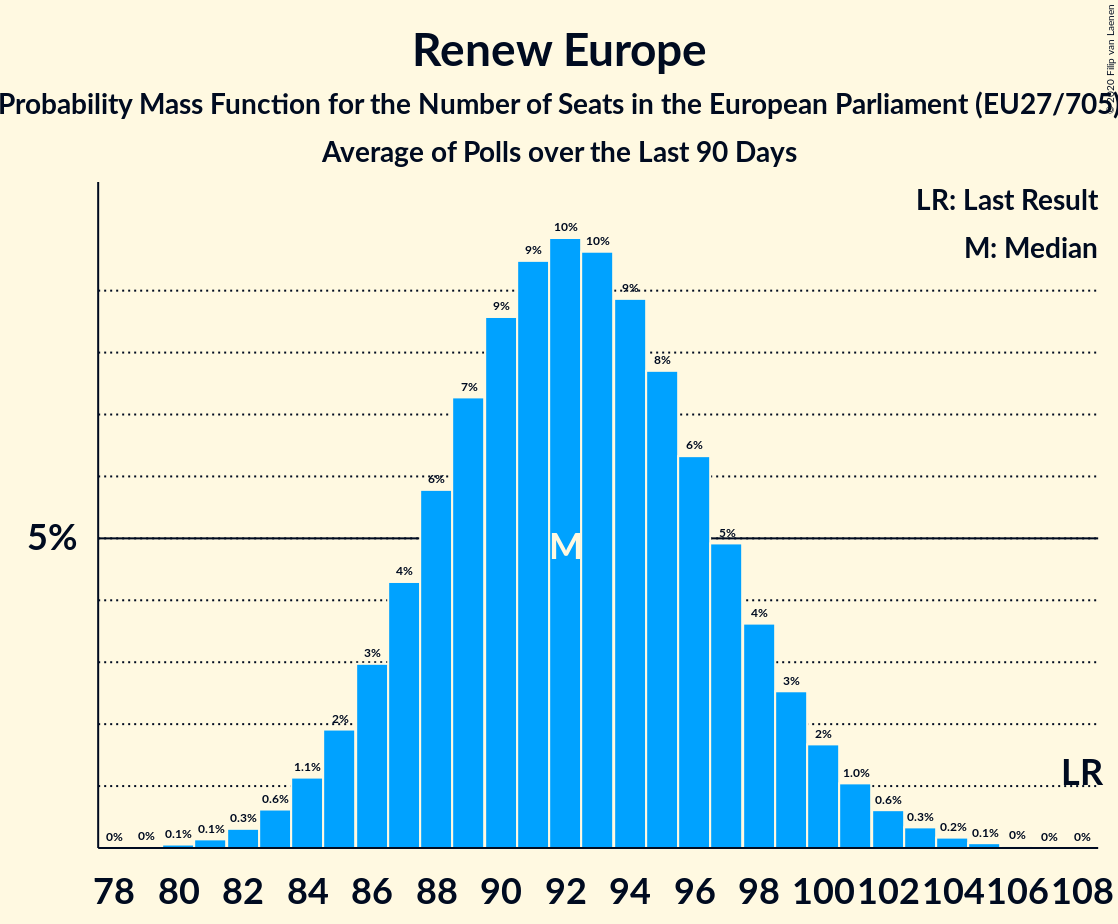 Renew Europe
Probability Mass Function for the Number of Seats in the European Parliament (EU27/705)
Average of Polls over the Last 90 Days
© 2020 Filip van Laenen
LR: Last Result
M: Median
5%
0% 0% 0.1% 0.1% 0.3% 0.6% 1.1% 2% 3% 4% 6% 7% 9% 9% 10% 10% 9% 8% 6% 5% 4% 3% 2% 1.0% 0.6% 0.3% 0.2% 0.1% 0% 0% 0%
M
LR
78 80 82 84 86 88 90 92 94 96 98 100 102 104 106 108